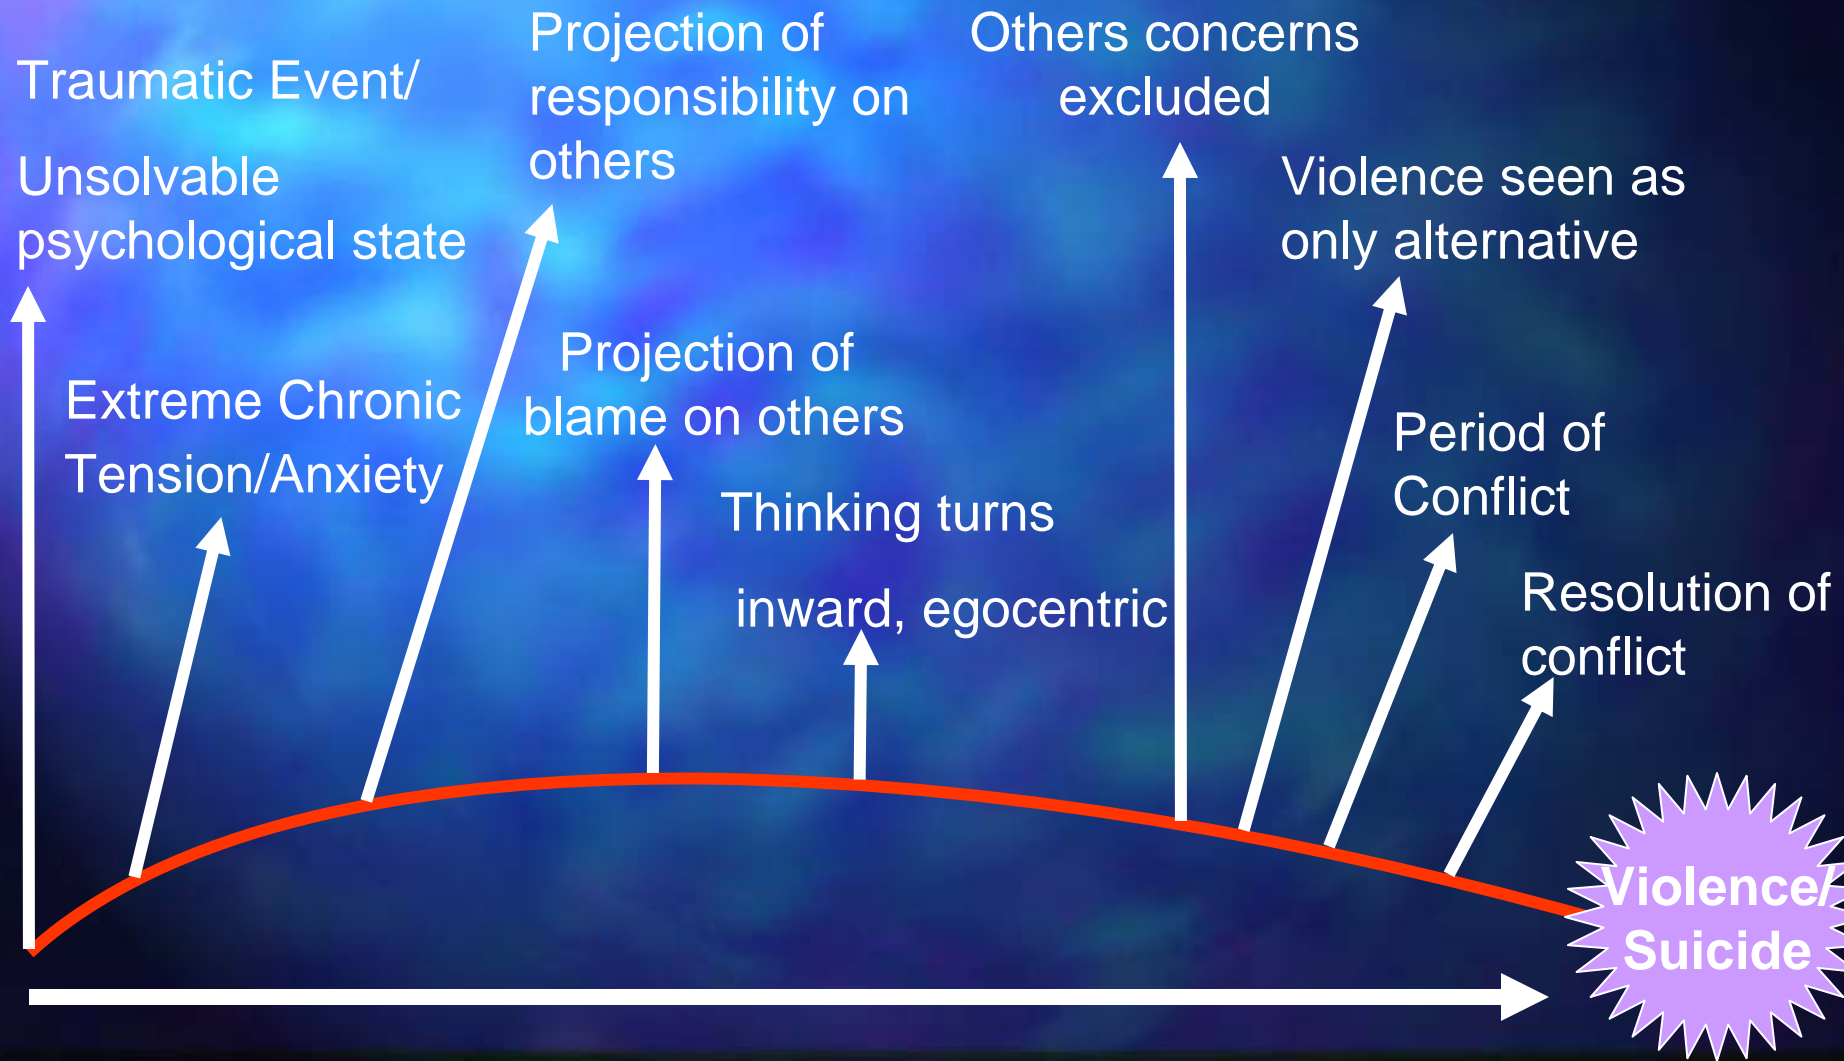 Traumatic Event/
Unsolvable
psychological state
Extreme Chronic
Tension/Anxiety
Projection of
responsibility on
others
Projection of
blame on others
Thinking turns
inward, egocentric
Others concerns
excluded
Violence seen as
only alternative
Period of
Conflict
Resolution of
conflict
Violence/
Suicide